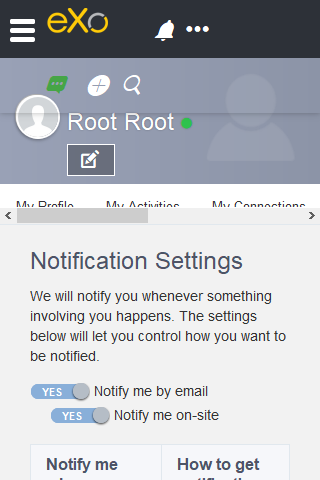 eXo
Root Root
My Profile My Activities My Connections
Notification Settings
We will notify you whenever something
involving you happens. The settings
below will let you control how you want to
be notified.
YES Notify me by email
YES Notify me on-site
Notify me How to get